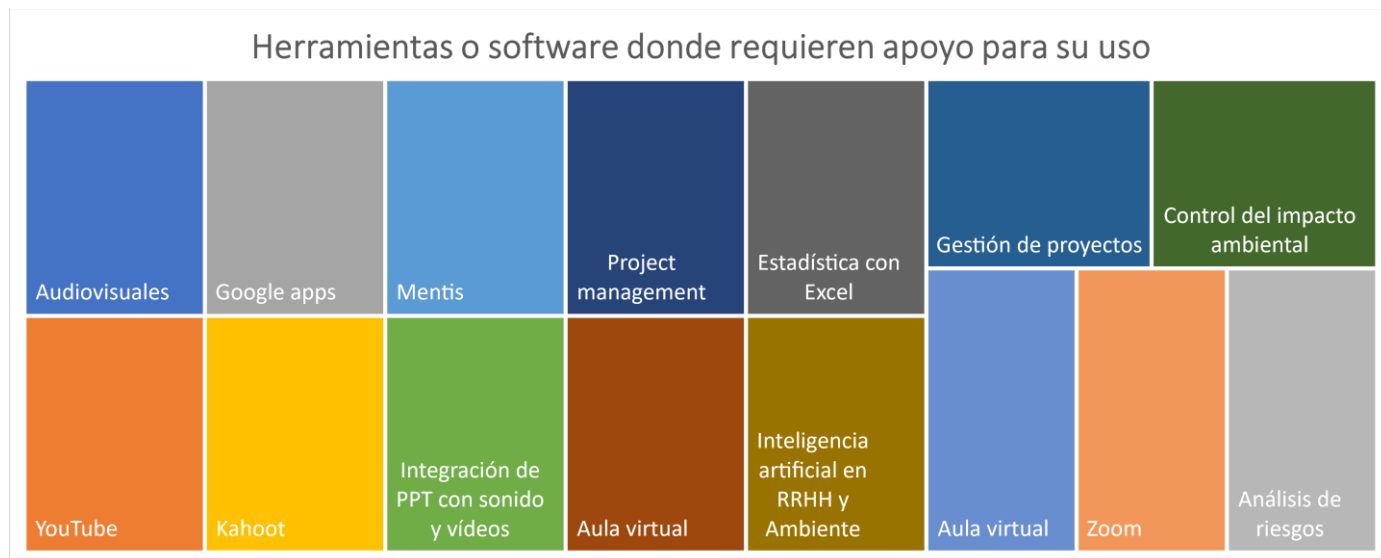 Herramientas o software donde requieren apoyo para su uso
Audiovisuales
Google apps
Mentis
Project
management
Estadística con
Excel
Gestión de proyectos
Control del impacto
ambiental
YouTube
Kahoot
Integración de
PPT con sonido
y vídeos
Aula virtual
Inteligencia
artificial en
RRHH y
Ambiente
Aula virtual
Zoom
Análisis de
riesgos